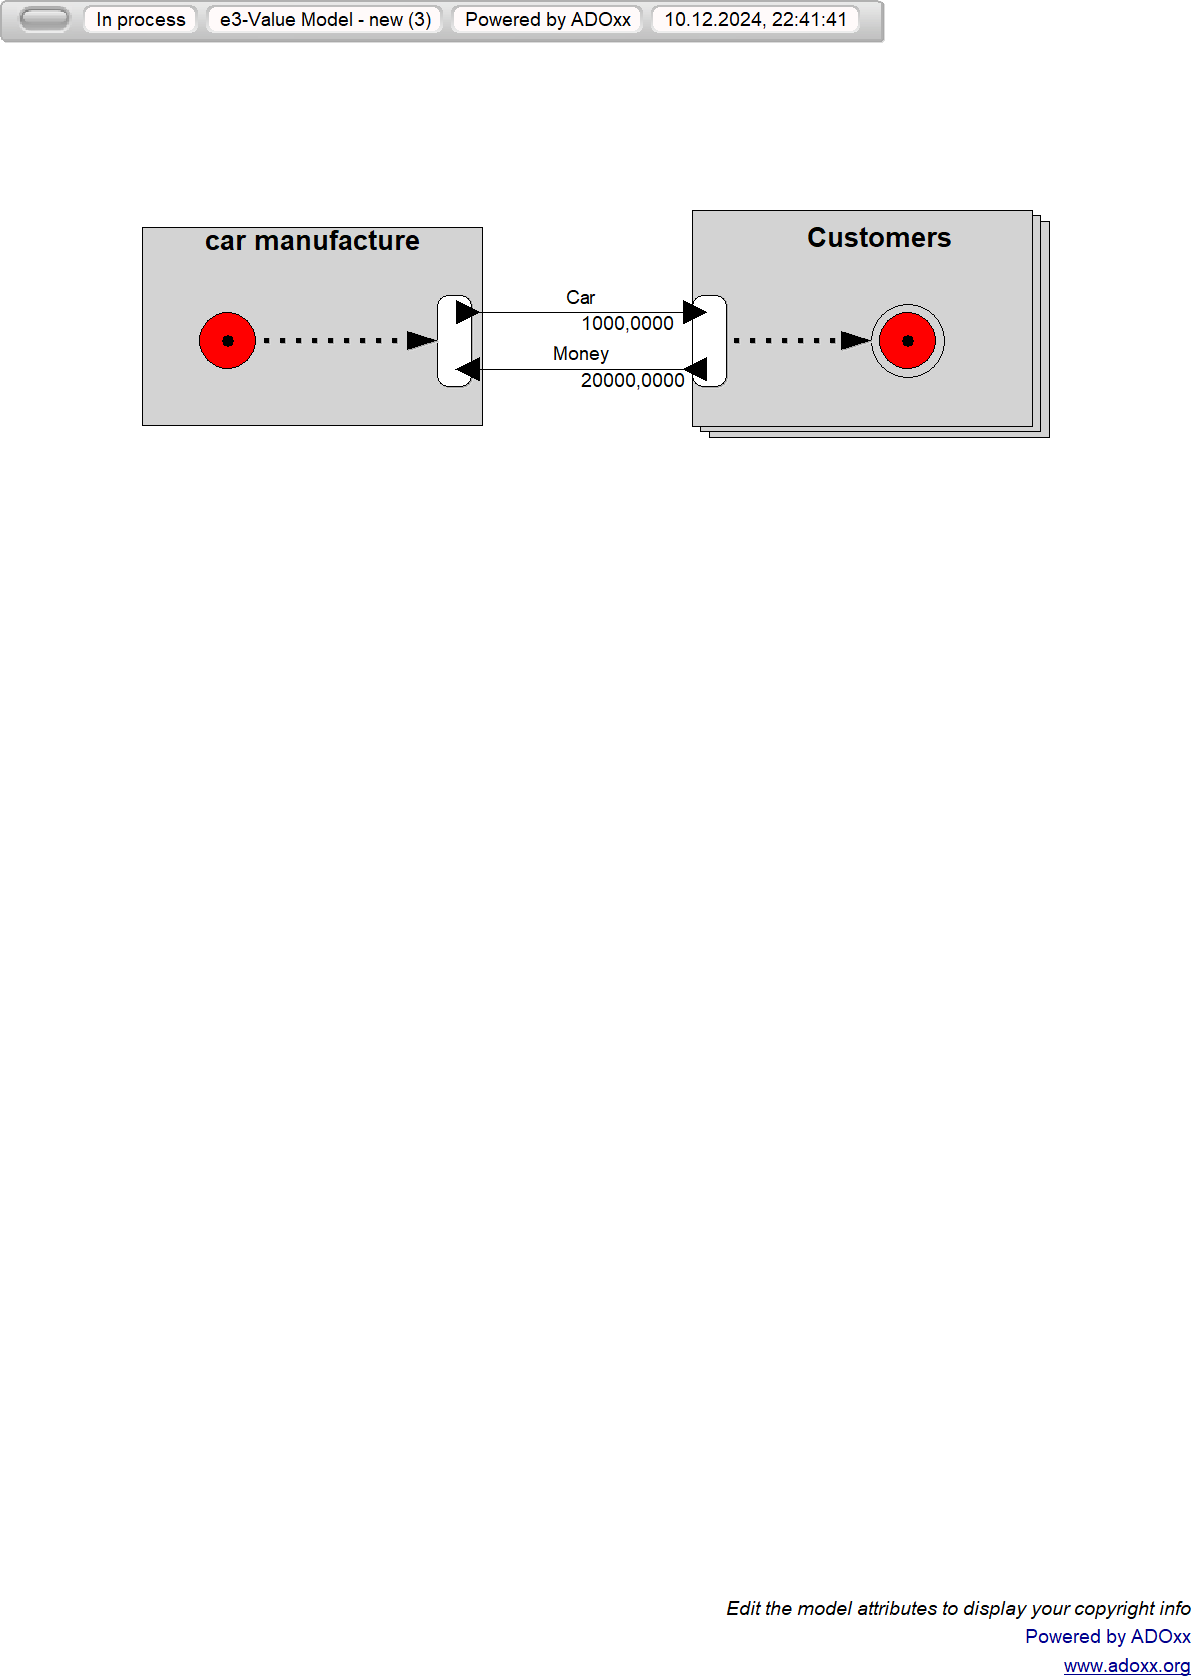 In process e3-Value Model - new (3) Powered by ADOxx 10.12.2024, 22:41:41
car manufacture
Customers
Car
1000,0000
Money
20000,0000
Edit the model attributes to display your copyright info
Powered by ADOxx
www.adoxx.org